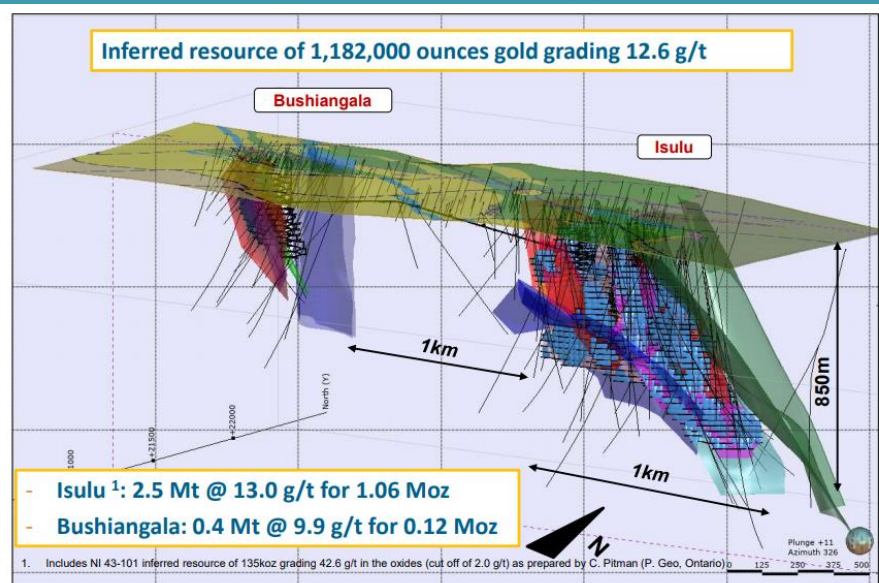 Inferred resource of 1,182,000 ounces gold grading 12.6 g/t
Bushiangala
Isulu
1km
850m
North (Y)
+22000
+21500
1000
1km
- Isulu ¹: 2.5 Mt @ 13.0 g/t for 1.06 Moz
- Bushiangala: 0.4 Mt @ 9.9 g/t for 0.12 Moz
N
Plunge +11
Azimuth 326
0 125 250 375 500
1. Includes NI 43-101 inferred resource of 135koz grading 42.6 g/t in the oxides (cut off of 2.0 g/t) as prepared by C. Pitman (P. Geo, Ontario)